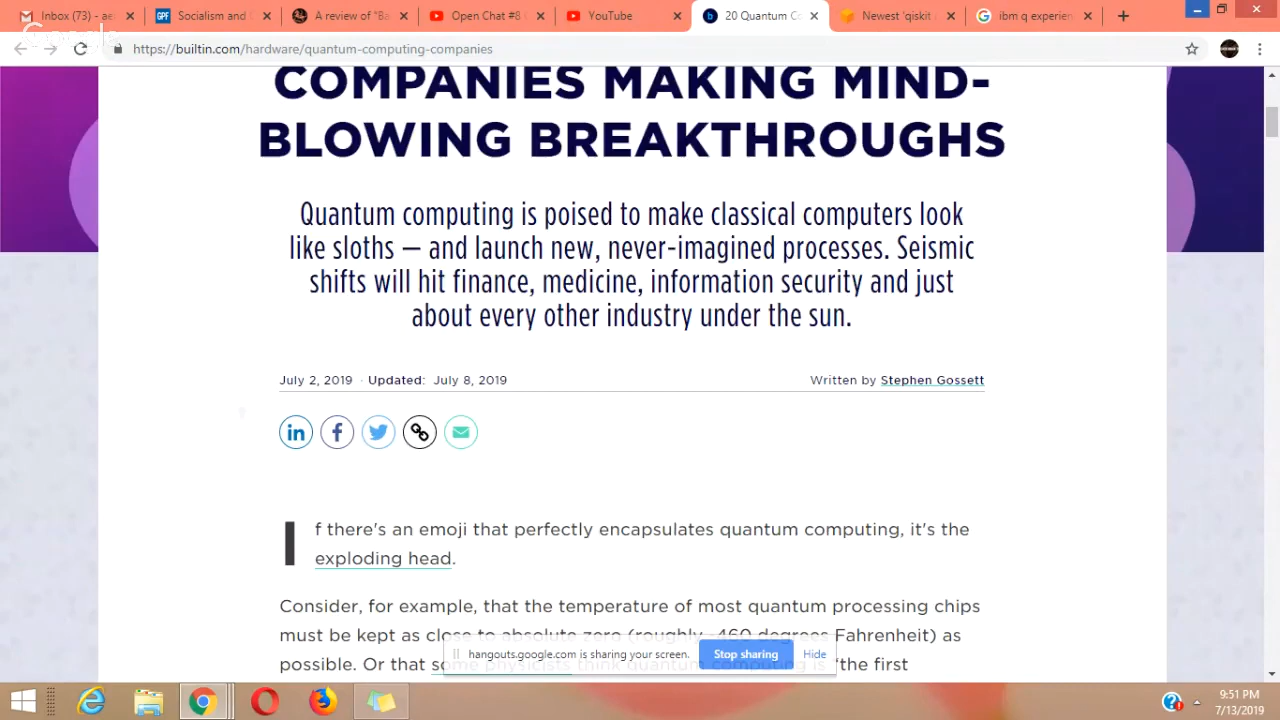 Inbox (73) - ae
Socialism and
A review of "Ba
Open Chat #8
YouTube
20 Quantum Co
Newest 'qiskit
ibm q experien
https://builtin.com/hardware/quantum-computing-companies
COMPANIES MAKING MIND-
BLOWING BREAKTHROUGHS
Quantum computing is poised to make classical computers look
like sloths — and launch new, never-imagined processes. Seismic
shifts will hit finance, medicine, information security and just
about every other industry under the sun.
July 2, 2019 · Updated: July 8, 2019
Written by Stephen Gossett
If there's an emoji that perfectly encapsulates quantum computing, it's the
exploding head.
Consider, for example, that the temperature of most quantum processing chips
must be kept as close to absolute zero (roughly -460 degrees Fahrenheit) as
possible. Or that some physicists think quantum computing is "the first
hangouts.google.com is sharing your screen. Stop sharing Hide
9:51 PM
7/13/2019